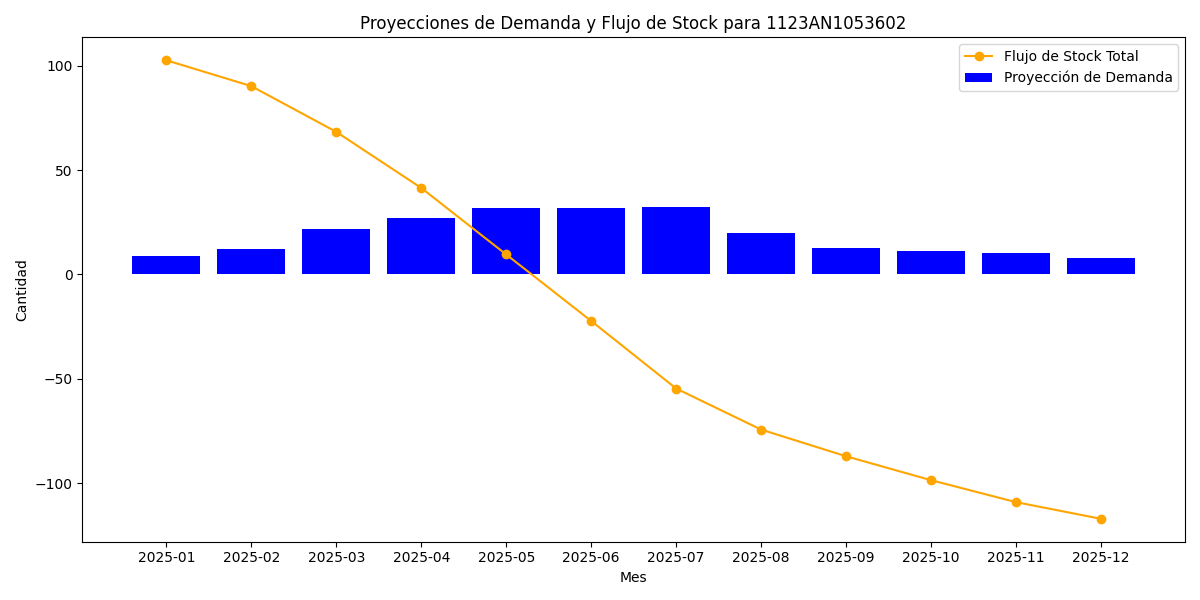 Proyecciones de Demanda y Flujo de Stock para 1123AN1053602
Flujo de Stock Total
Proyección de Demanda
Cantidad
100
50
0
−50
−100
2025-01 2025-02 2025-03 2025-04 2025-05 2025-06 2025-07 2025-08 2025-09 2025-10 2025-11 2025-12
Mes